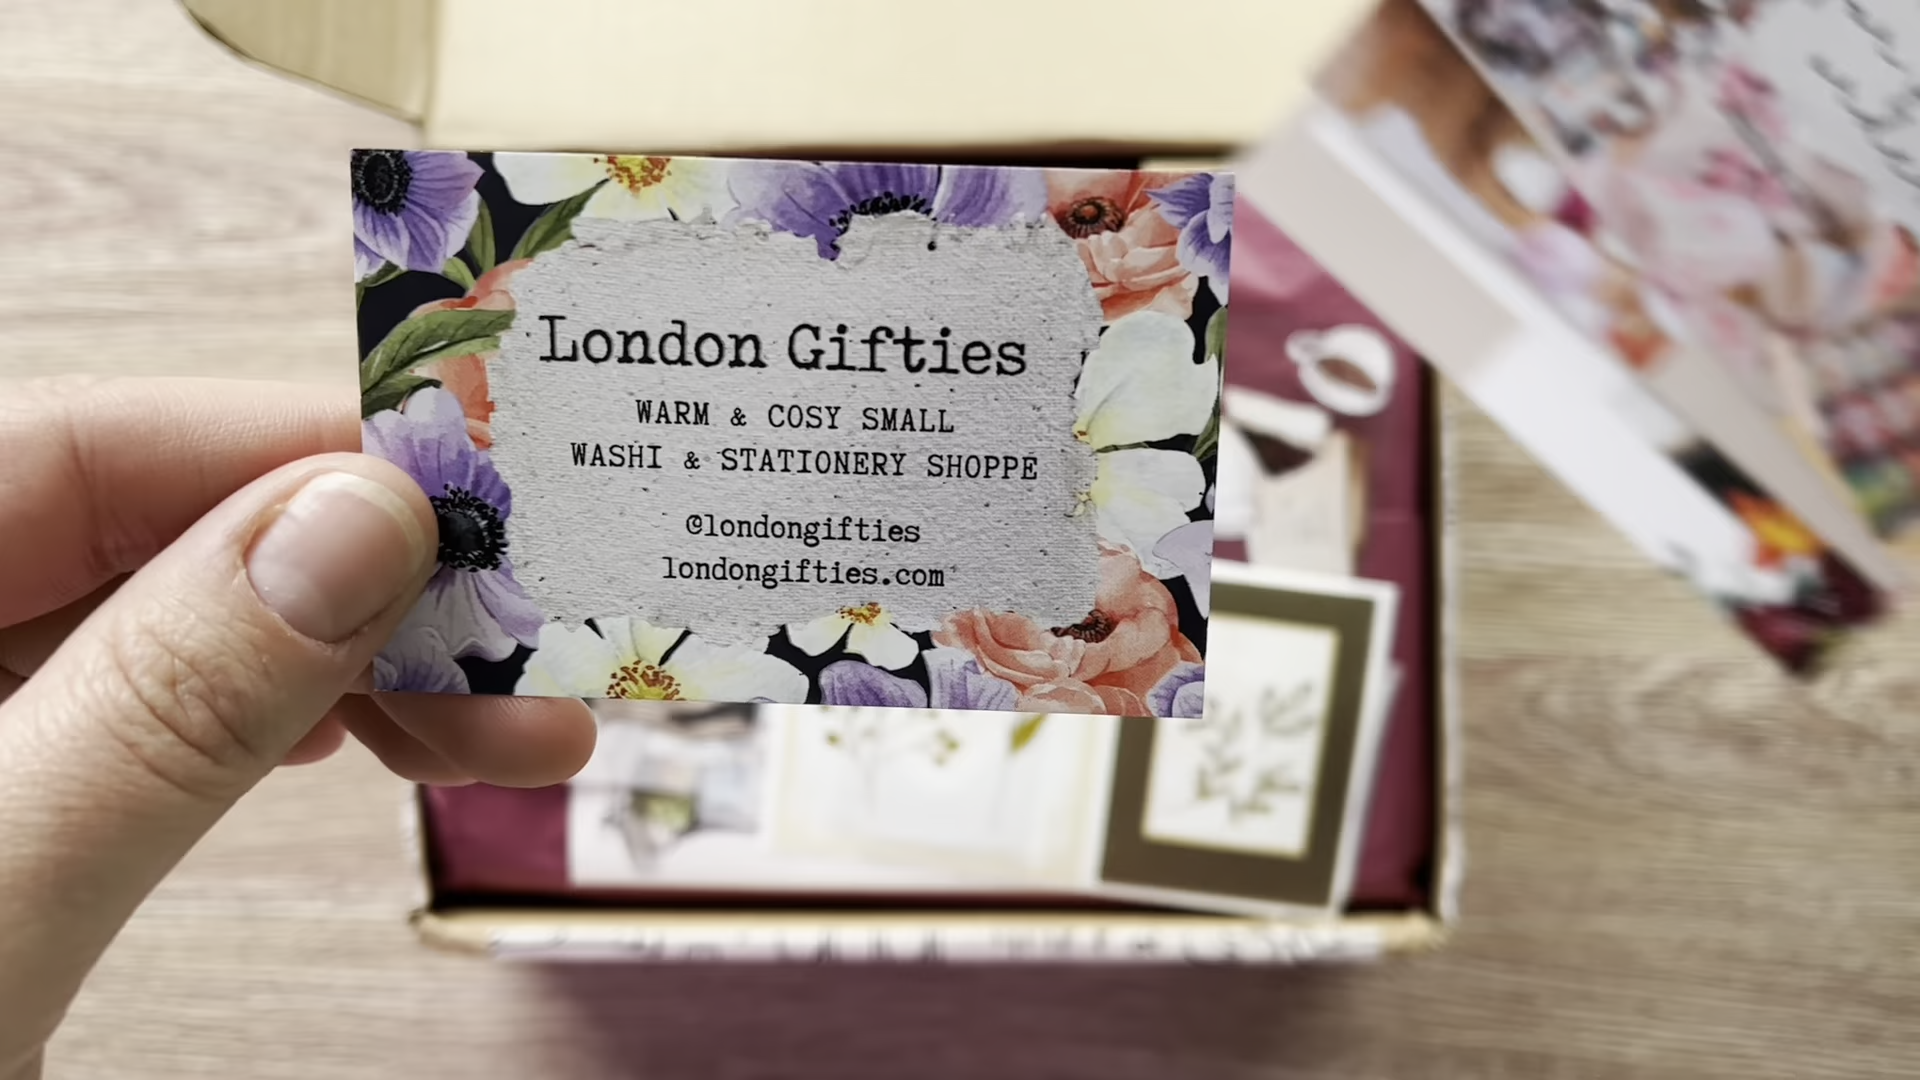 London Gifties
WARM & COSY SMALL
WASHI & STATIONERY SHOPPE
@londongifties
londongifties.com